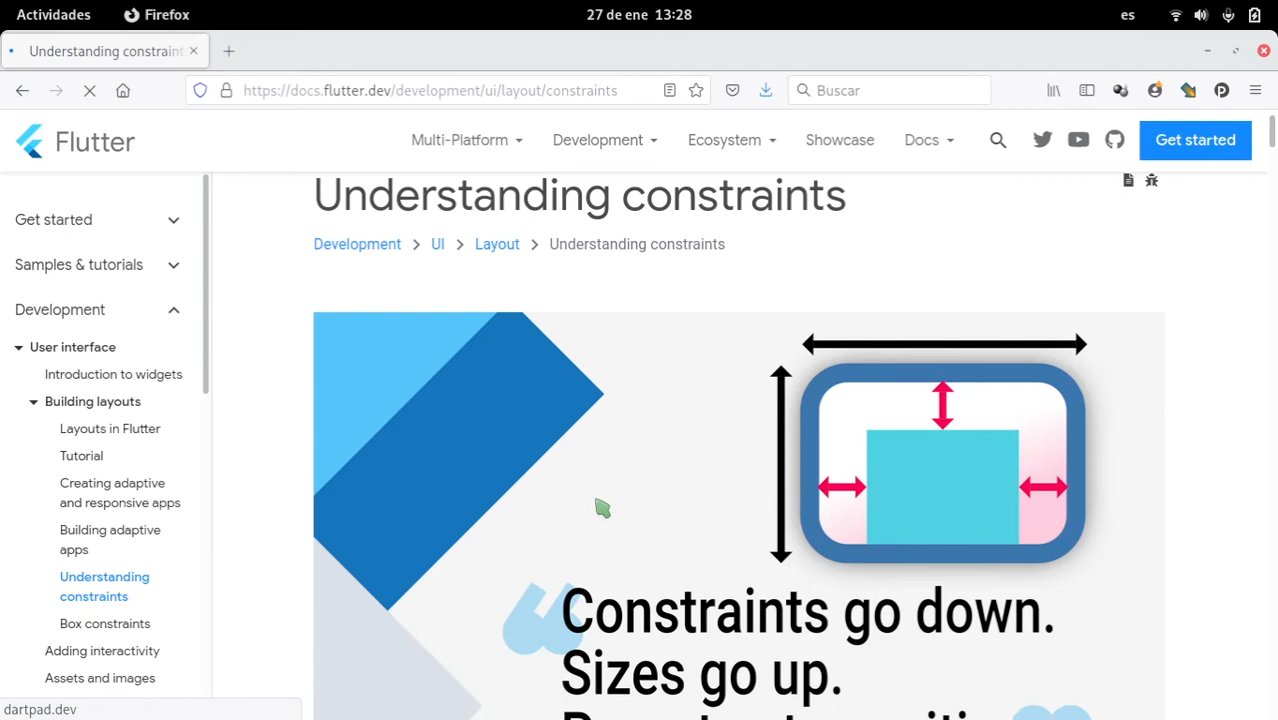 Actividades Firefox 27 de ene 13:28 es
Understanding constraint
https://docs.flutter.dev/development/ui/layout/constraints Buscar
Flutter Multi-Platform Development Ecosystem Showcase Docs Get started
Get started
Samples & tutorials
Development
User interface
Introduction to widgets
Building layouts
Layouts in Flutter
Tutorial
Creating adaptive
and responsive apps
Building adaptive
apps
Understanding
constraints
Box constraints
Adding interactivity
Assets and images
dartpad.dev
Understanding constraints
Development UI Layout Understanding constraints
Constraints go down.
Sizes go up.